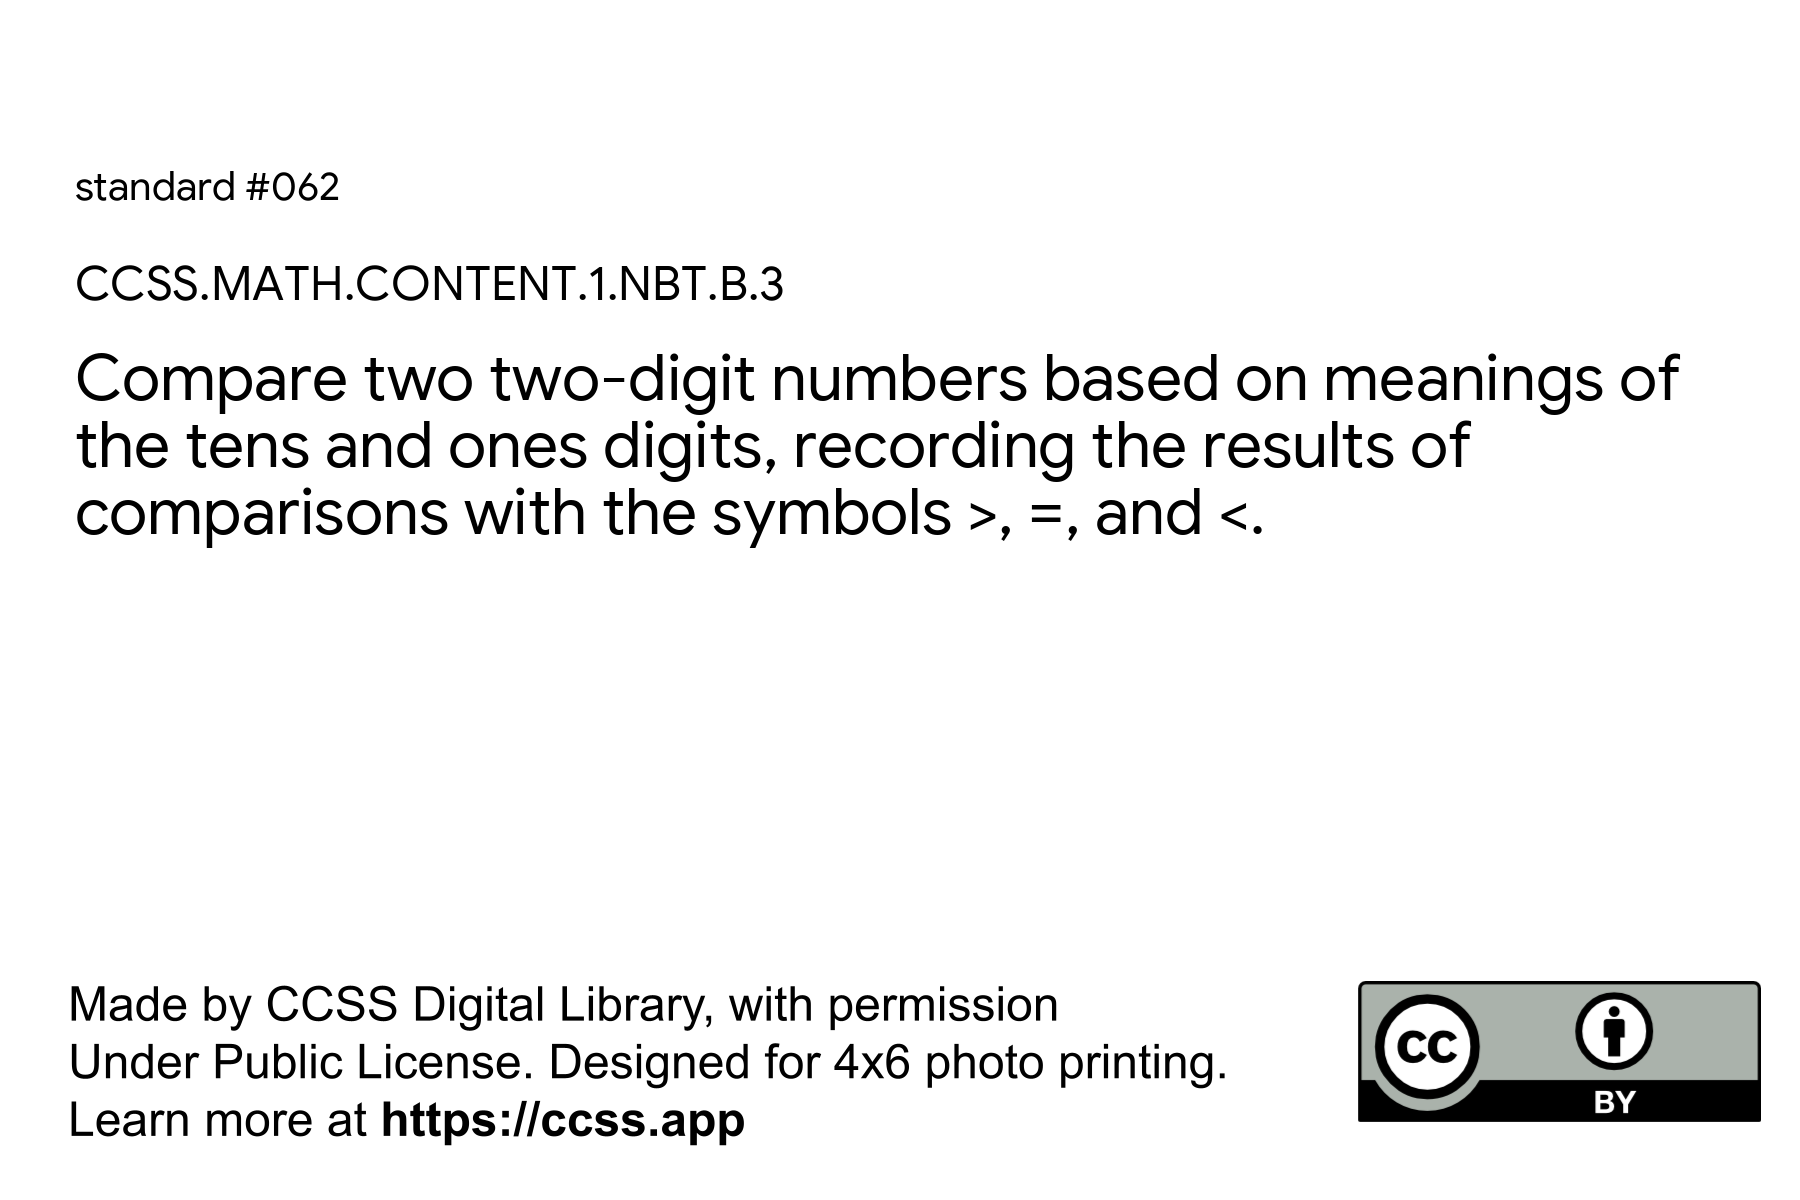 standard #062
CCSS.MATH.CONTENT.1.NBT.B.3
Compare two two-digit numbers based on meanings of
the tens and ones digits, recording the results of
comparisons with the symbols >, =, and <.
Made by CCSS Digital Library, with permission
Under Public License. Designed for 4x6 photo printing.
Learn more at https://ccss.app
cc
BY